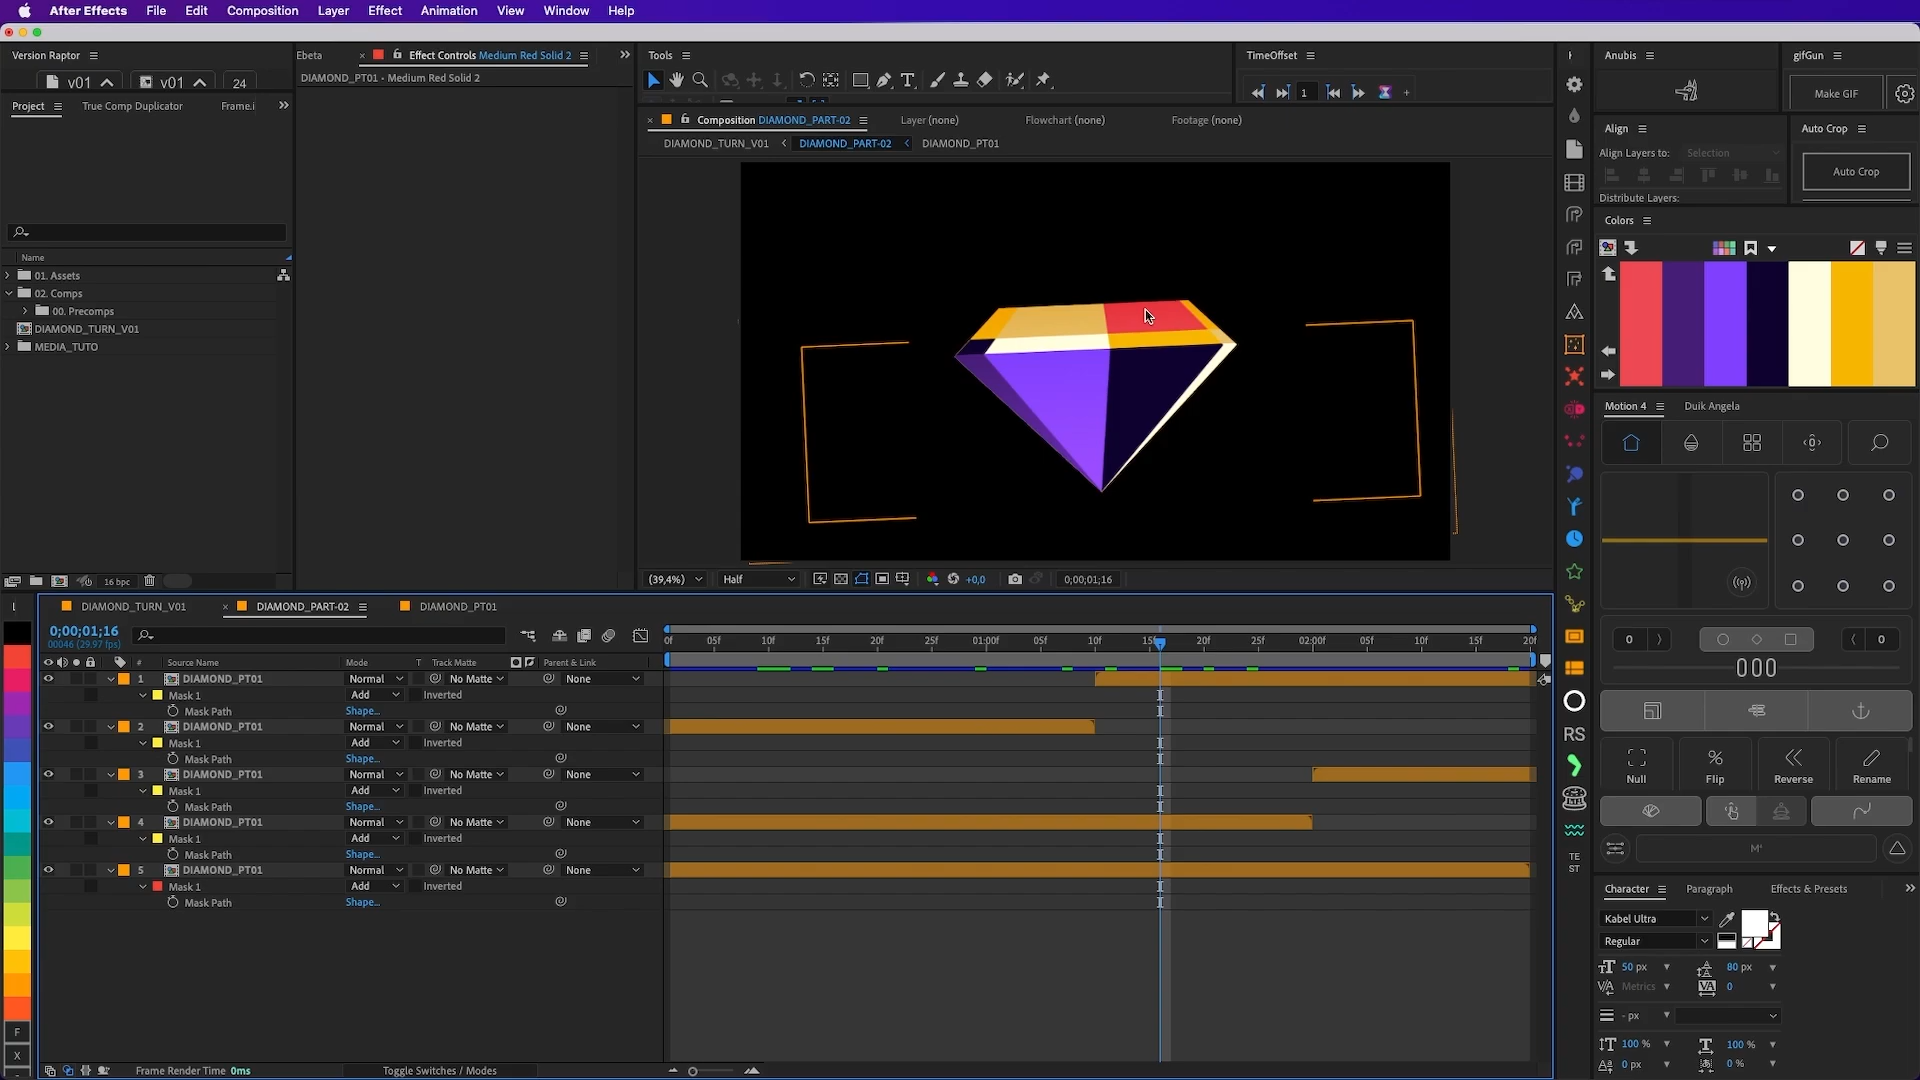 After Effects File Edit Composition Layer Effect Animation View Window Help
Version Raptor
v01 v01 24
Project True Comp Duplicator Frame.i
Name
01. Assets
02. Comps
00. Precomps
DIAMOND_TURN_V01
MEDIA_TUTO
16 bpc
Ebeta Effect Controls Medium Red Solid 2
DIAMOND_PT01 - Medium Red Solid 2
Tools
TimeOffset
1
Composition DIAMOND_PART-02 Layer (none) Flowchart (none) Footage (none)
DIAMOND_TURN_V01 DIAMOND_PART-02 DIAMOND_PT01
(39,4%) Half +0,0 0;00;01;16
Anubis
gifGun
Make GIF
Align
Align Layers to: Selection
Distribute Layers:
Auto Crop
Auto Crop
Colors
Motion 4 Duik Angela
0 0
Null Flip Reverse Rename
RS
TE
ST
Character Paragraph Effects & Presets
Kabel Ultra
Regular
50 px 80 px
Metrics 0
- px
100 % 100 %
0 px 0 %
DIAMOND_TURN_V01 DIAMOND_PART-02 DIAMOND_PT01
0;00;01;16
00046 (29.97 fps)
05f 10f 15f 20f 25f 01:00f 05f 10f 20f 25f 02:00f 05f 10f 15f 20f
# Source Name Mode T Track Matte Parent & Link
1 DIAMOND_PT01 Normal No Matte None
Mask 1 Add Inverted
Mask Path Shape...
2 DIAMOND_PT01 Normal No Matte None
Mask 1 Add Inverted
Mask Path Shape...
3 DIAMOND_PT01 Normal No Matte None
Mask 1 Add Inverted
Mask Path Shape...
4 DIAMOND_PT01 Normal No Matte None
Mask 1 Add Inverted
Mask Path Shape...
5 DIAMOND_PT01 Normal No Matte None
Mask 1 Add Inverted
Mask Path Shape...
F
X
Frame Render Time 0ms Toggle Switches / Modes